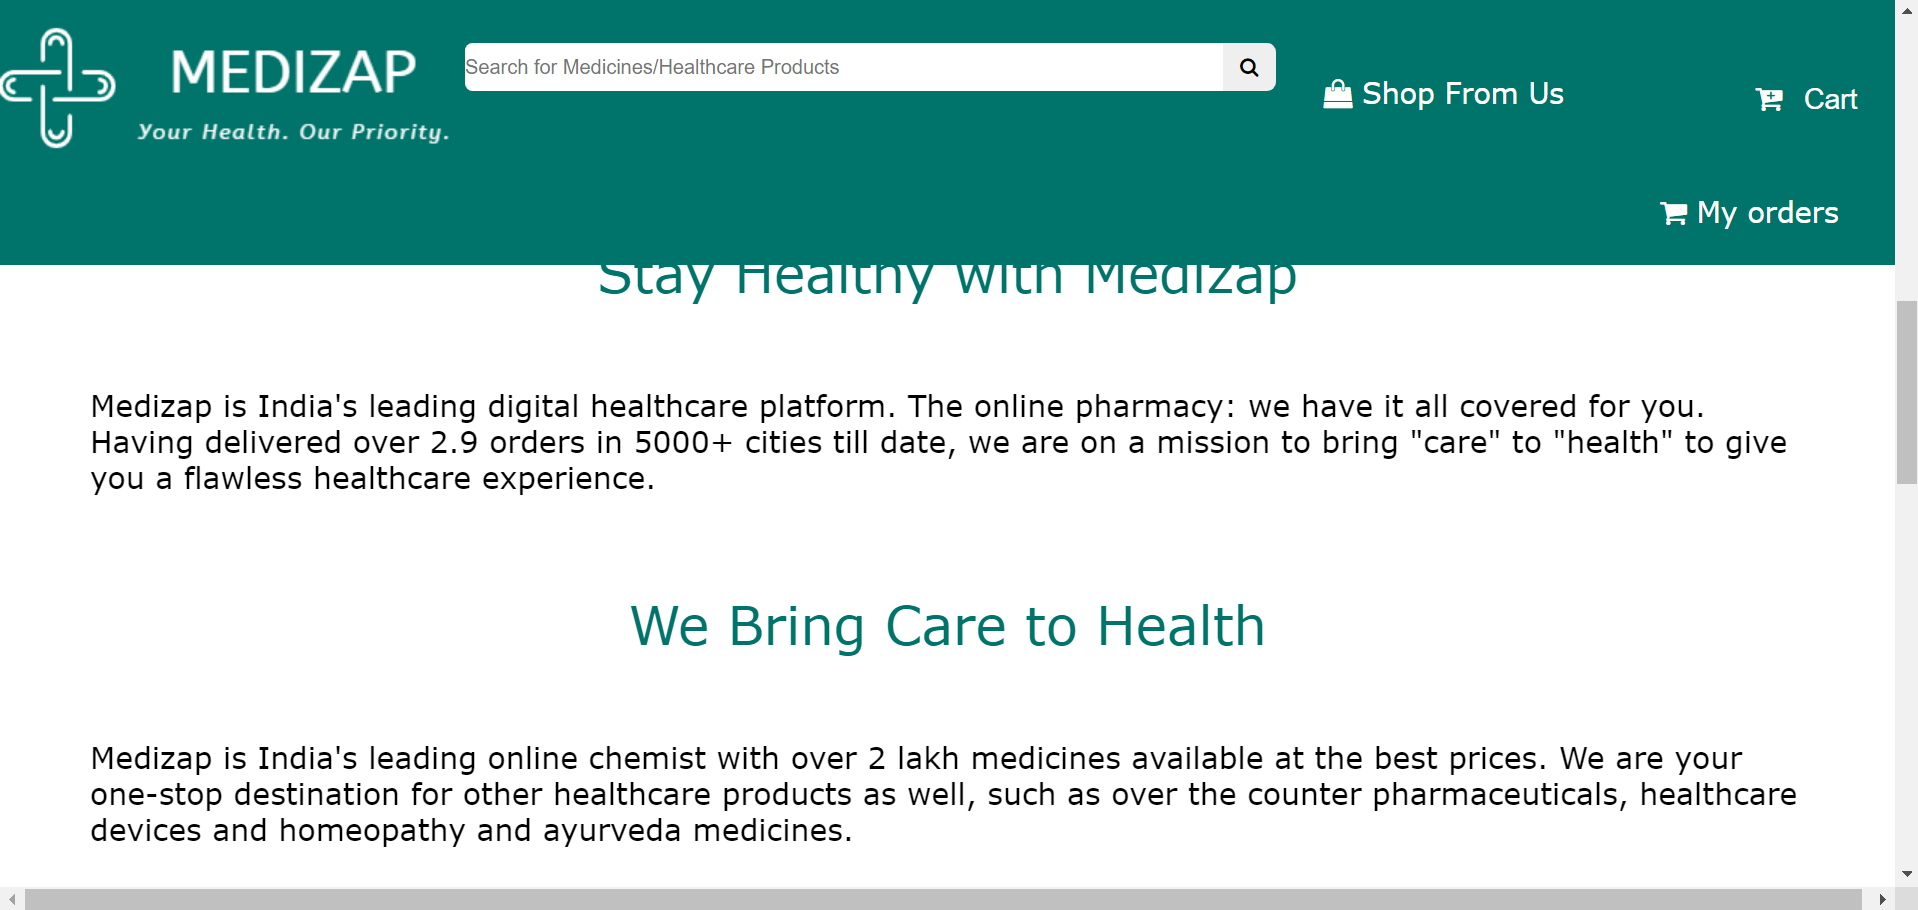 MEDIZAP
Your Health. Our Priority.
Search for Medicines/Healthcare Products
Shop From Us
Cart
My orders
Stay Healthy with Medizap
Medizap is India's leading digital healthcare platform. The online pharmacy: we have it all covered for you.
Having delivered over 2.9 orders in 5000+ cities till date, we are on a mission to bring "care" to "health" to give
you a flawless healthcare experience.
We Bring Care to Health
Medizap is India's leading online chemist with over 2 lakh medicines available at the best prices. We are your
one-stop destination for other healthcare products as well, such as over the counter pharmaceuticals, healthcare
devices and homeopathy and ayurveda medicines.